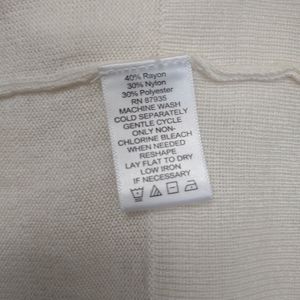 40% Rayon
30% Nylon
30% Polyester
RN 87935
MACHINE WASH
COLD SEPARATELY
GENTLE CYCLE
ONLY NON-
CHLORINE BLEACH
WHEN NEEDED
RESHAPE
LAY FLAT TO DRY
LOW IRON
IF NECESSARY